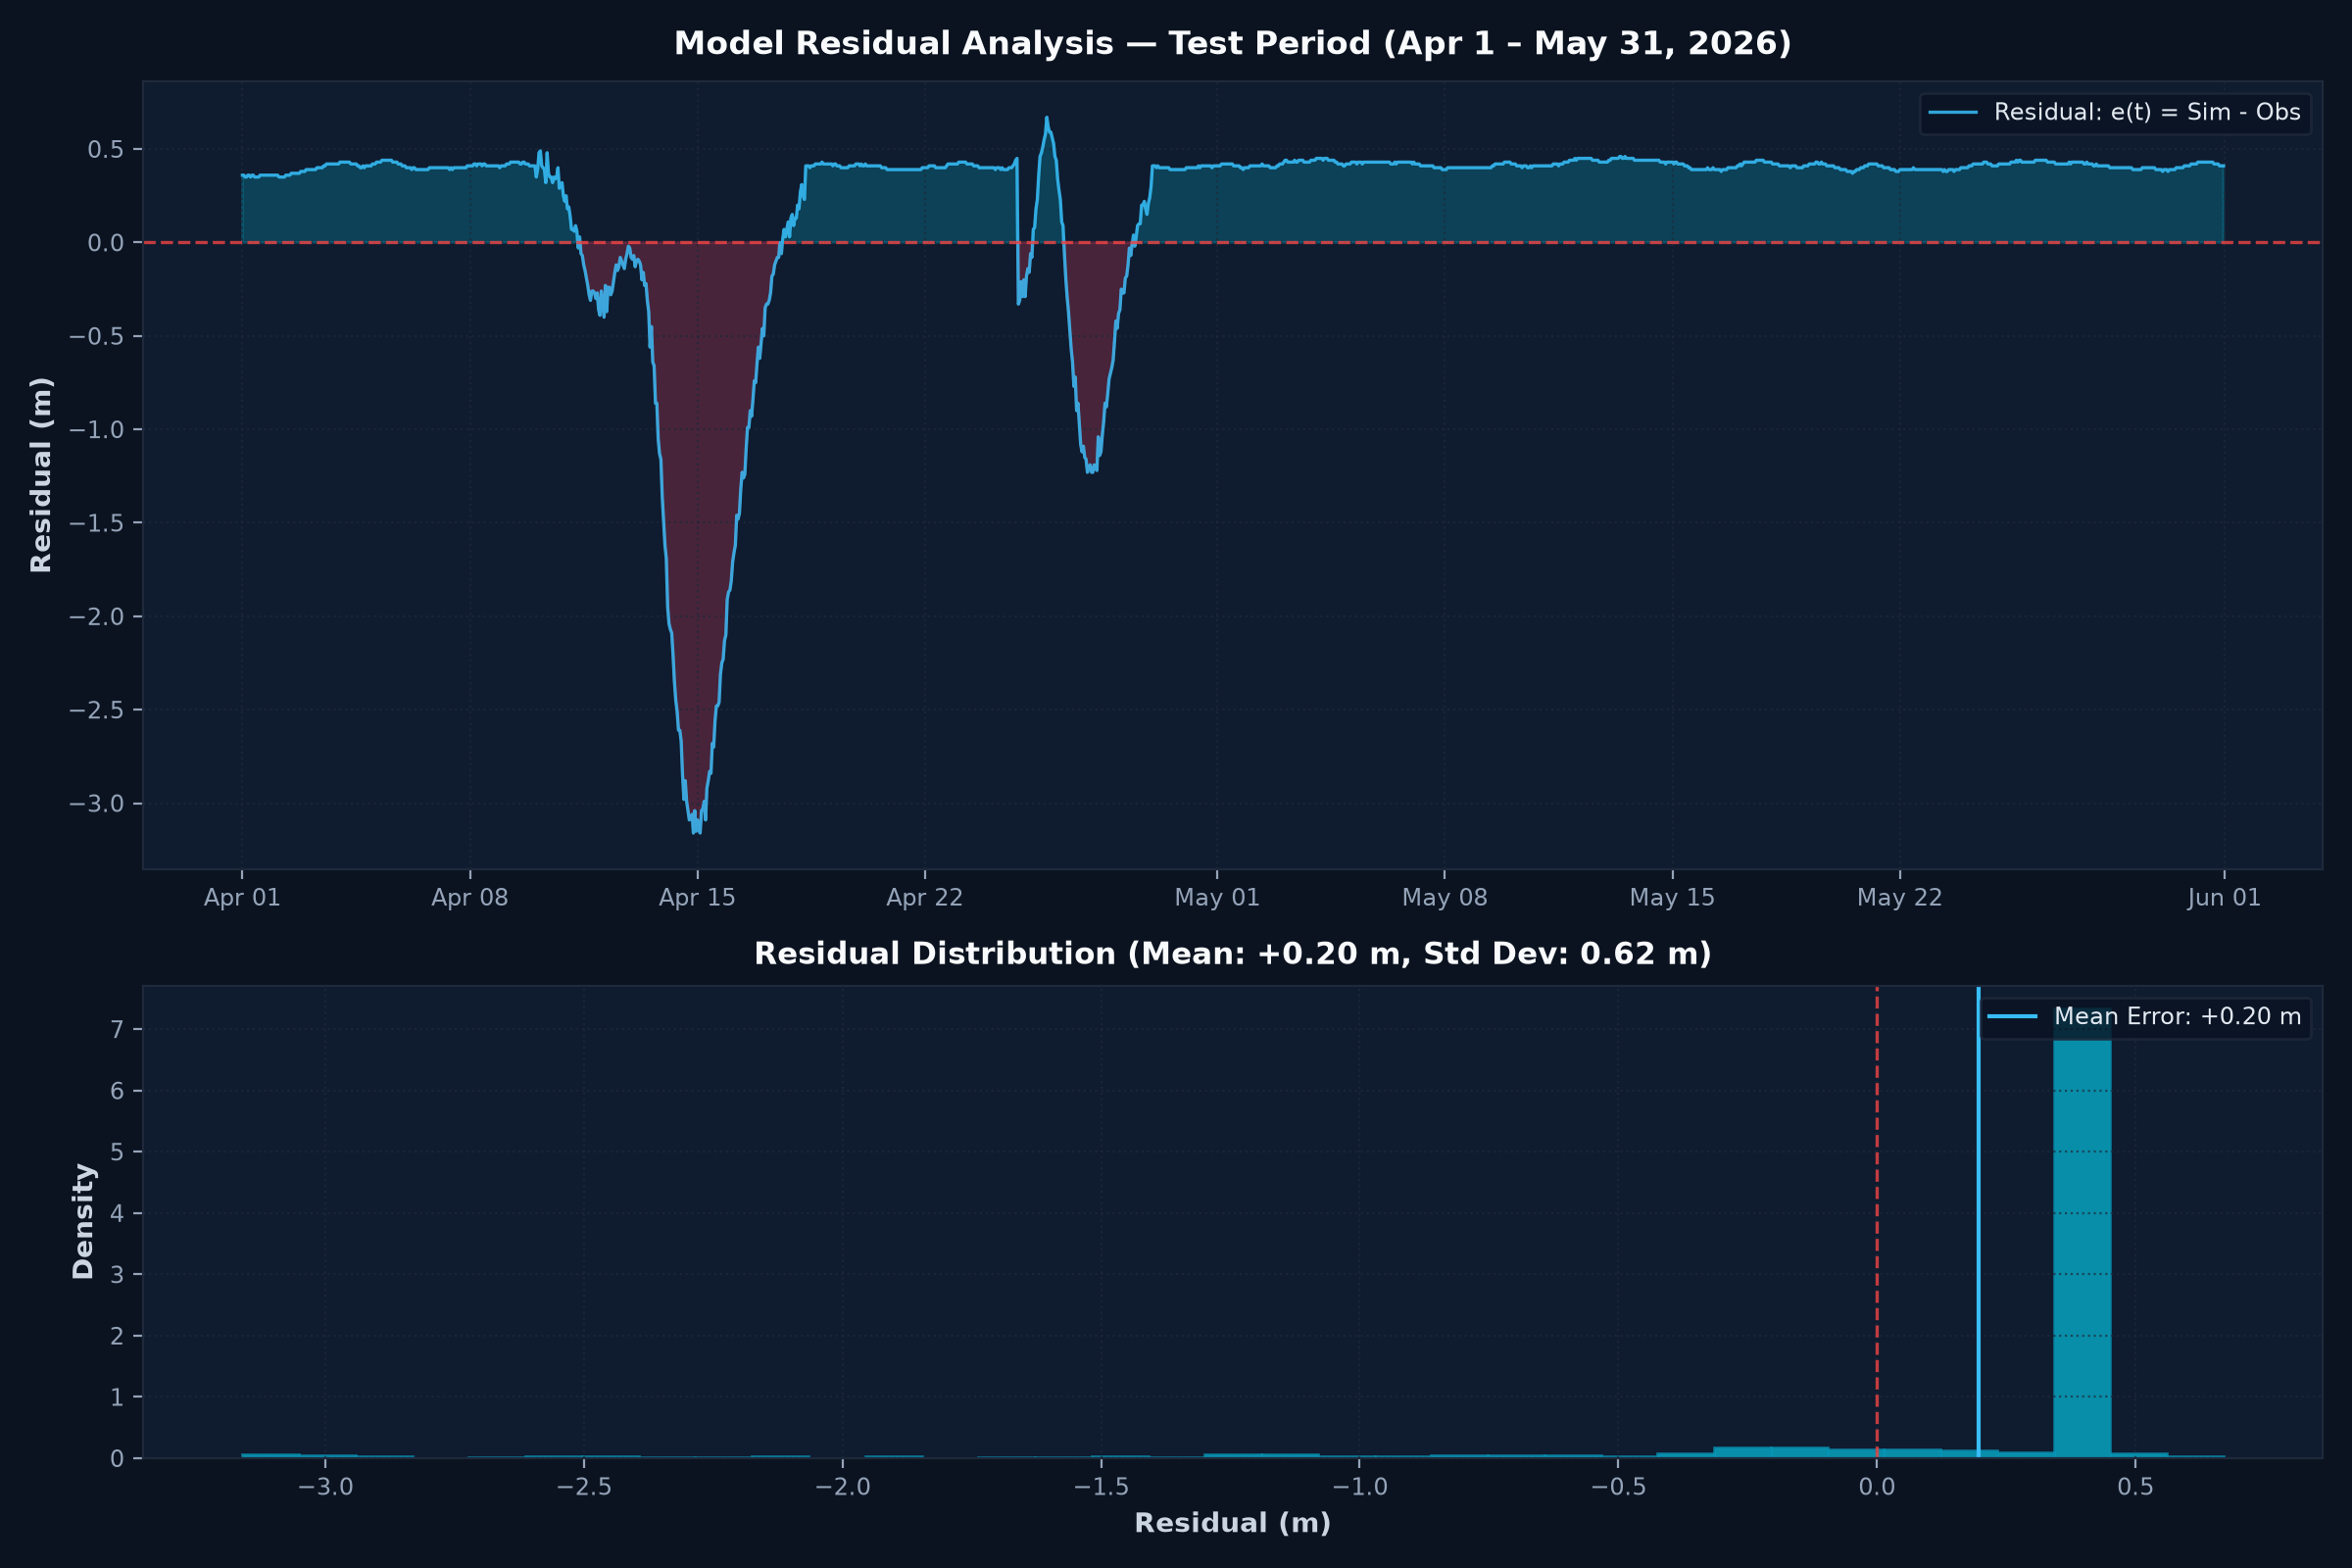 Model Residual Analysis — Test Period (Apr 1 – May 31, 2026)
Residual: e(t) = Sim - Obs
Residual (m)
0.5
0.0
−0.5
−1.0
−1.5
−2.0
−2.5
−3.0
Apr 01 Apr 08 Apr 15 Apr 22 May 01 May 08 May 15 May 22 Jun 01
Residual Distribution (Mean: +0.20 m, Std Dev: 0.62 m)
Mean Error: +0.20 m
Density
7
6
5
4
3
2
1
0
−3.0 −2.5 −2.0 −1.5 −1.0 −0.5 0.0 0.5
Residual (m)